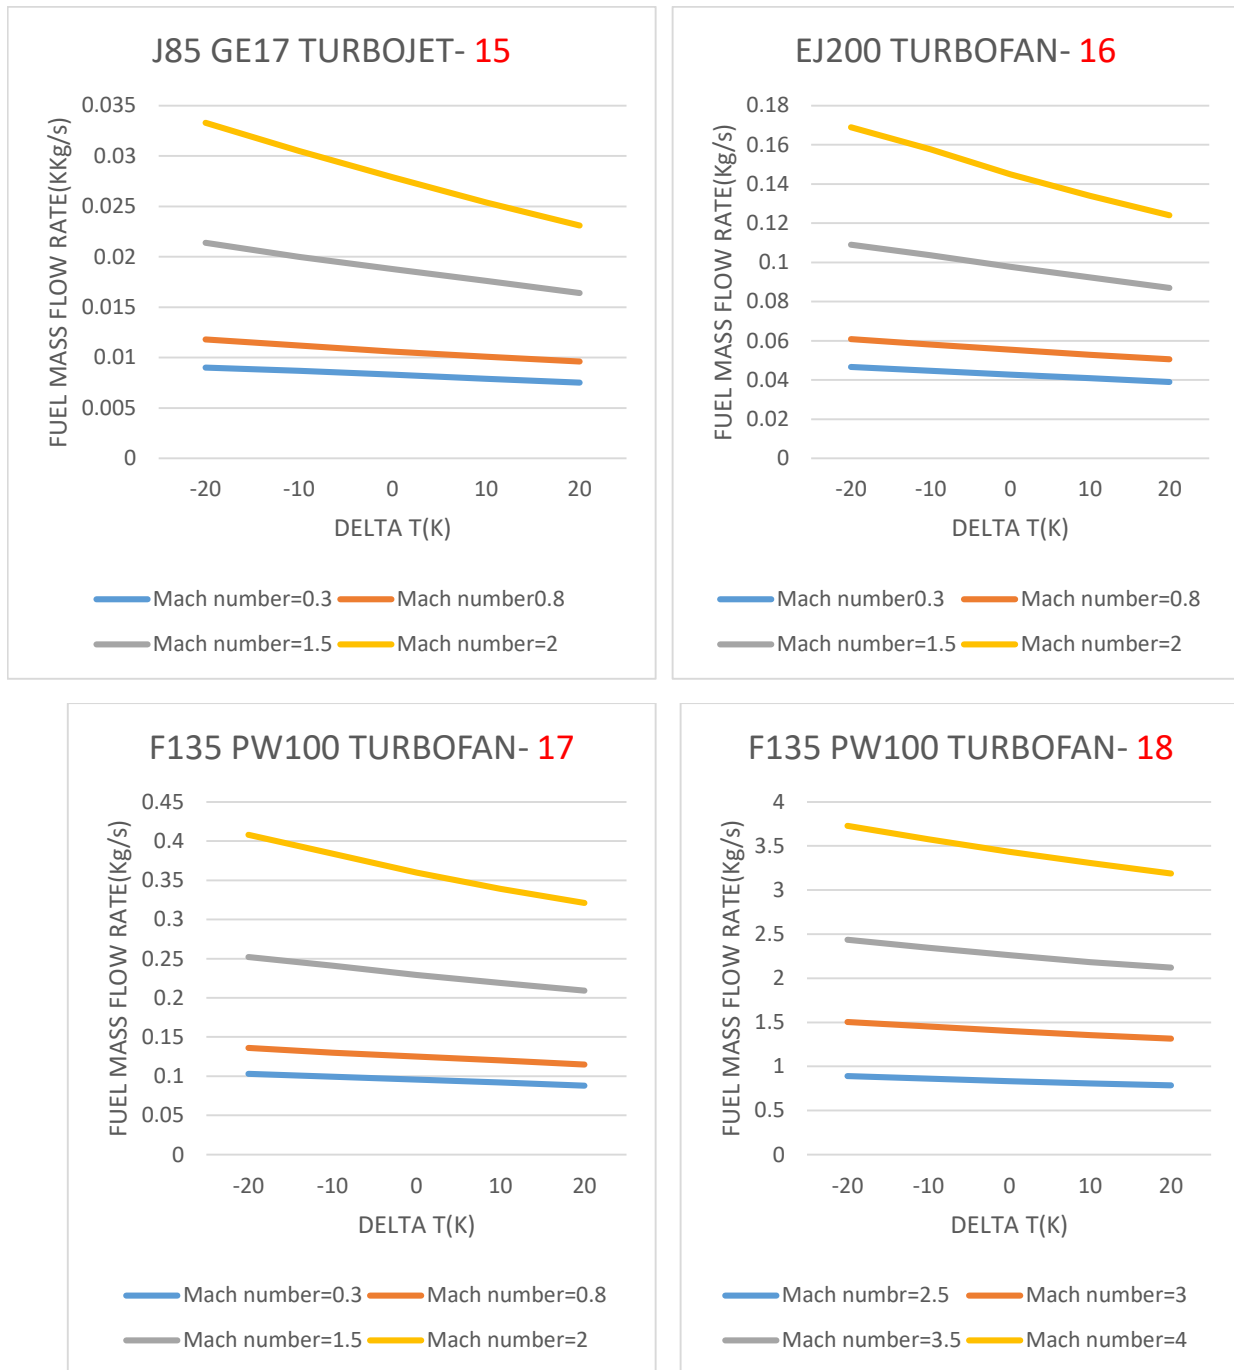 J85 GE17 TURBOJET- 15
FUEL MASS FLOW RATE(KKg/s)
0.035
0.03
0.025
0.02
0.015
0.01
0.005
0
-20 -10 0 10 20
DELTA T(K)
Mach number=0.3 Mach number0.8
Mach number=1.5 Mach number=2
EJ200 TURBOFAN- 16
FUEL MASS FLOW RATE(Kg/s)
0.18
0.16
0.14
0.12
0.1
0.08
0.06
0.04
0.02
0
-20 -10 0 10 20
DELTA T(K)
Mach number0.3 Mach number=0.8
Mach number=1.5 Mach number=2
F135 PW100 TURBOFAN- 17
FUEL MASS FLOW RATE(Kg/s)
0.45
0.4
0.35
0.3
0.25
0.2
0.15
0.1
0.05
0
-20 -10 0 10 20
DELTA T(K)
Mach number=0.3 Mach number=0.8
Mach number=1.5 Mach number=2
F135 PW100 TURBOFAN- 18
FUEL MASS FLOW RATE(Kg/s)
4
3.5
3
2.5
2
1.5
1
0.5
0
-20 -10 0 10 20
DELTA T(K)
Mach numbr=2.5 Mach number=3
Mach number=3.5 Mach number=4